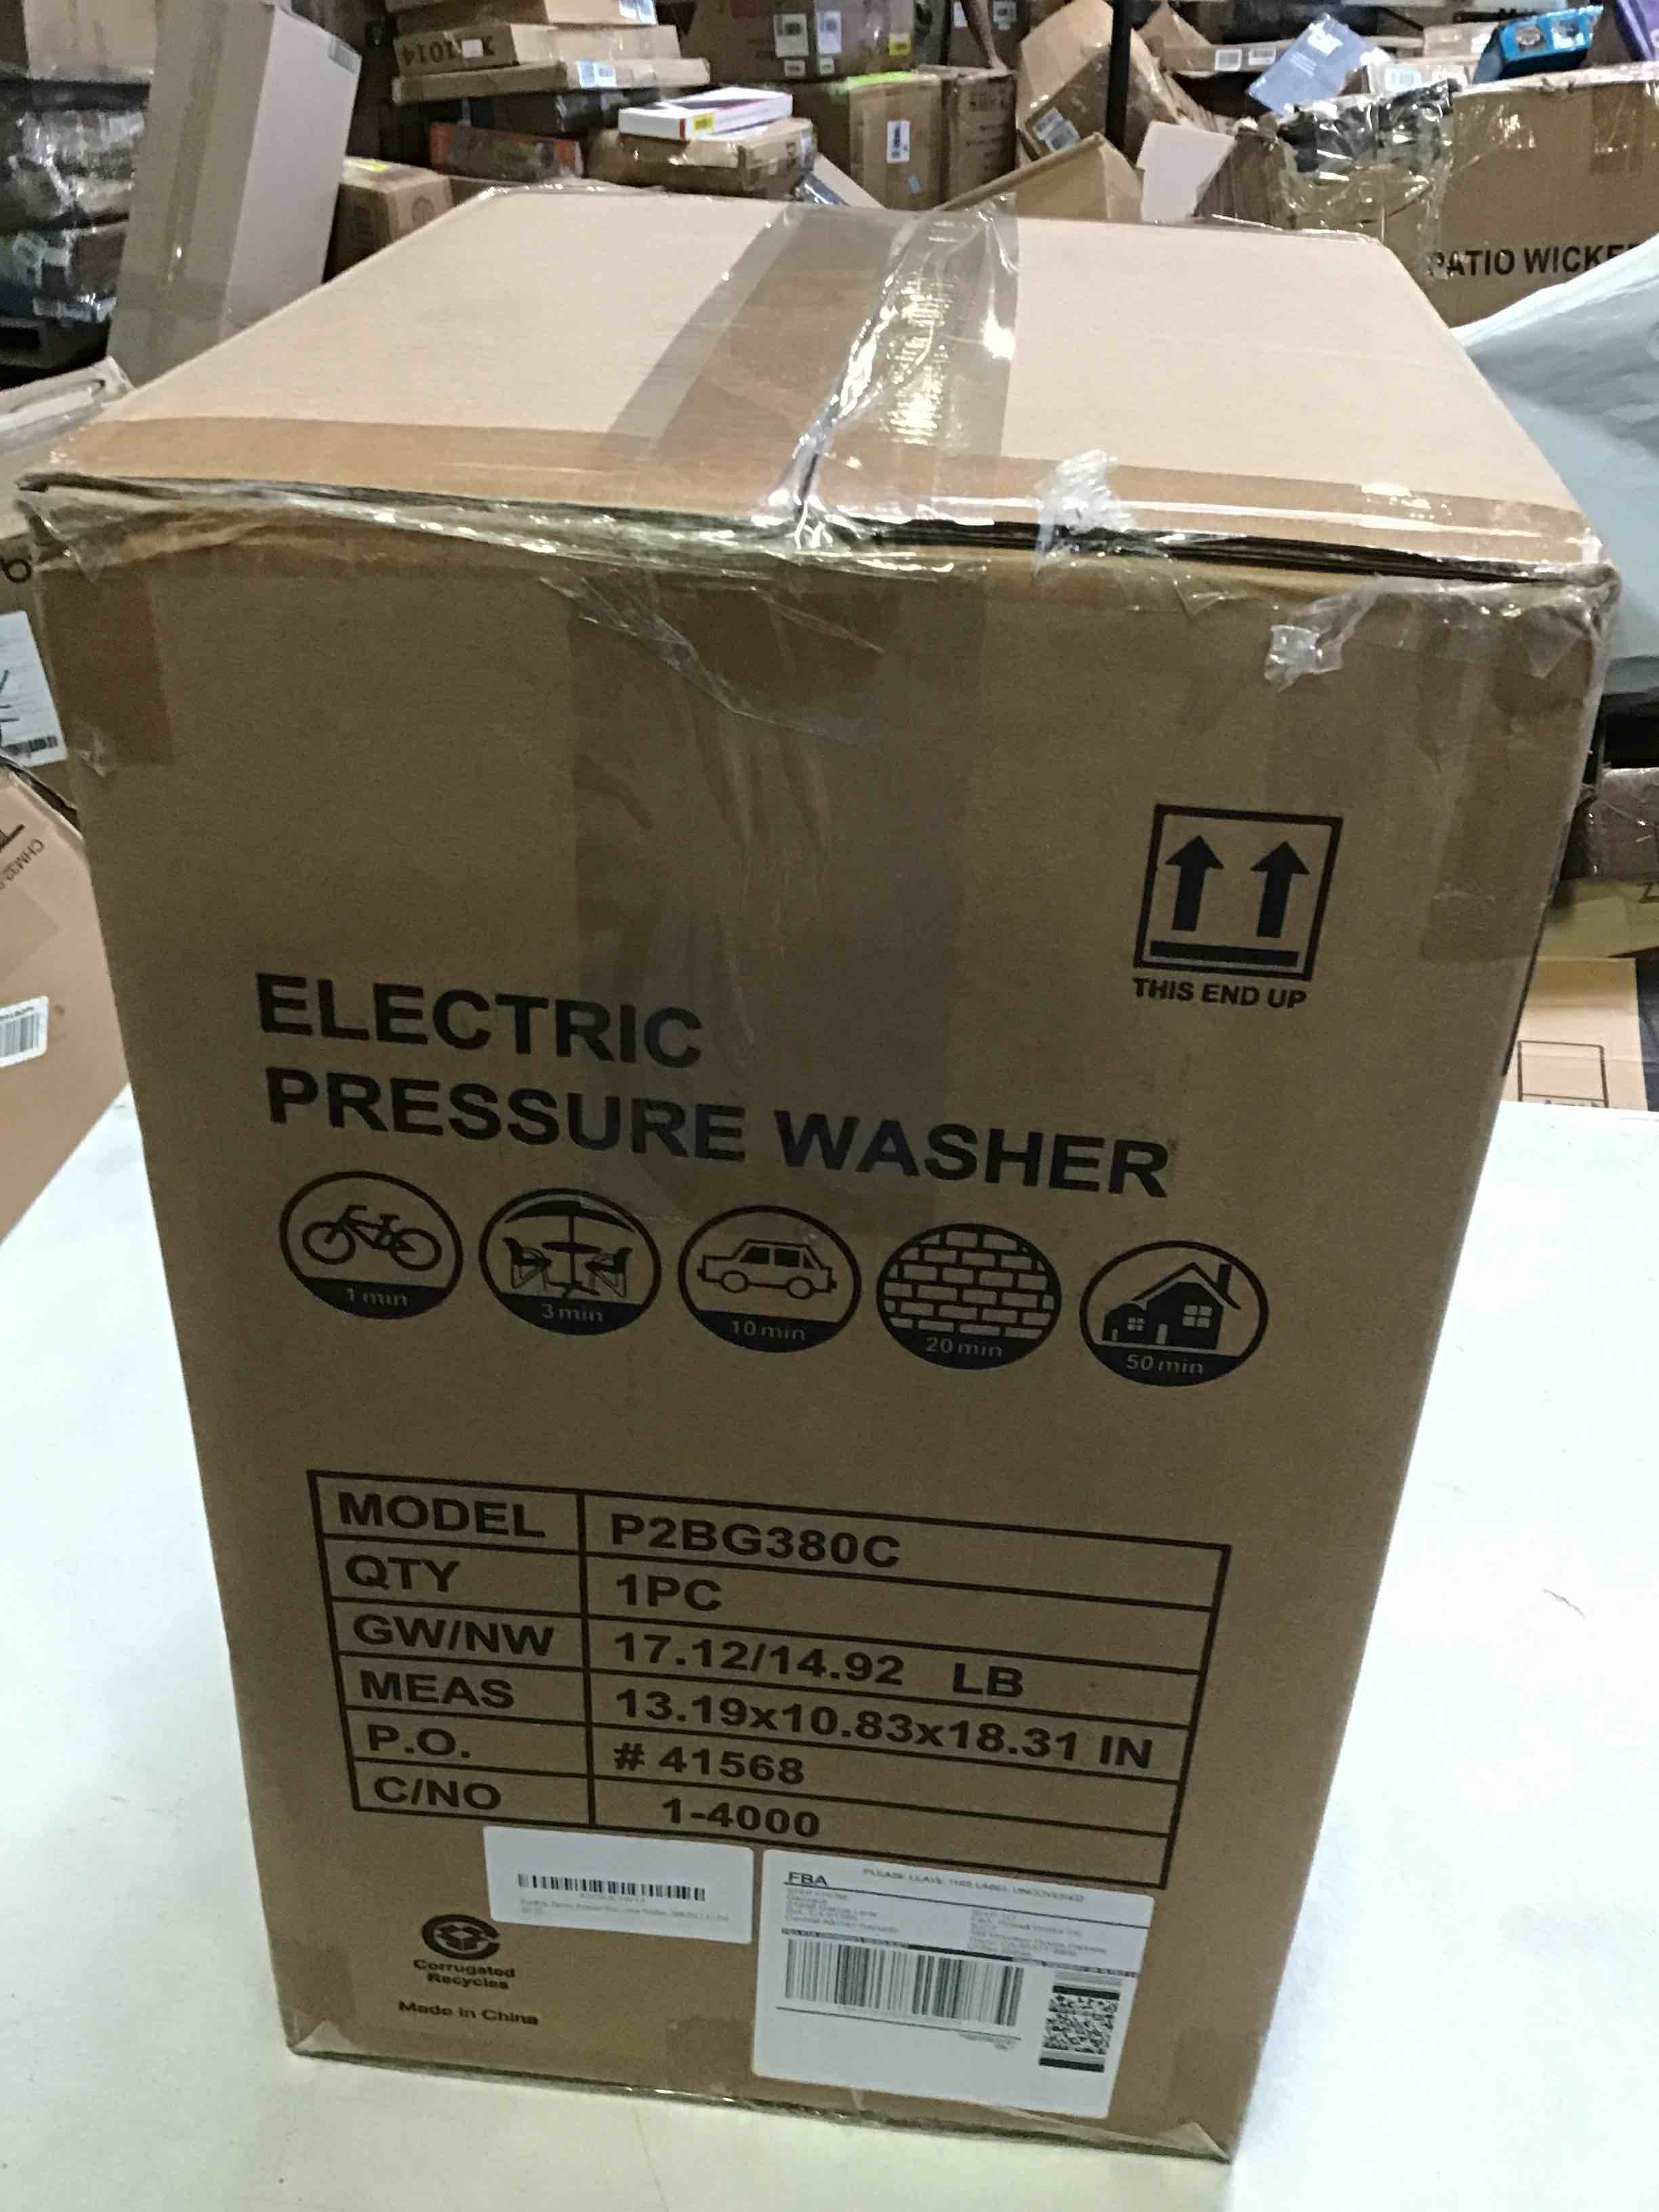 X1014
PATIO WICKE
THIS END UP
ELECTRIC
PRESSURE WASHER
1 min
3 min
10 min
20 min
50 min
MODEL P2BG380C
QTY 1PC
GW/NW 17.12/14.92 LB
MEAS 13.19x10.83x18.31 IN
P.O. # 41568
C/NO 1-4000
FBA PLEASE LEAVE THIS LABEL UNCOVERED
Corrugated
Recycles
Made In China